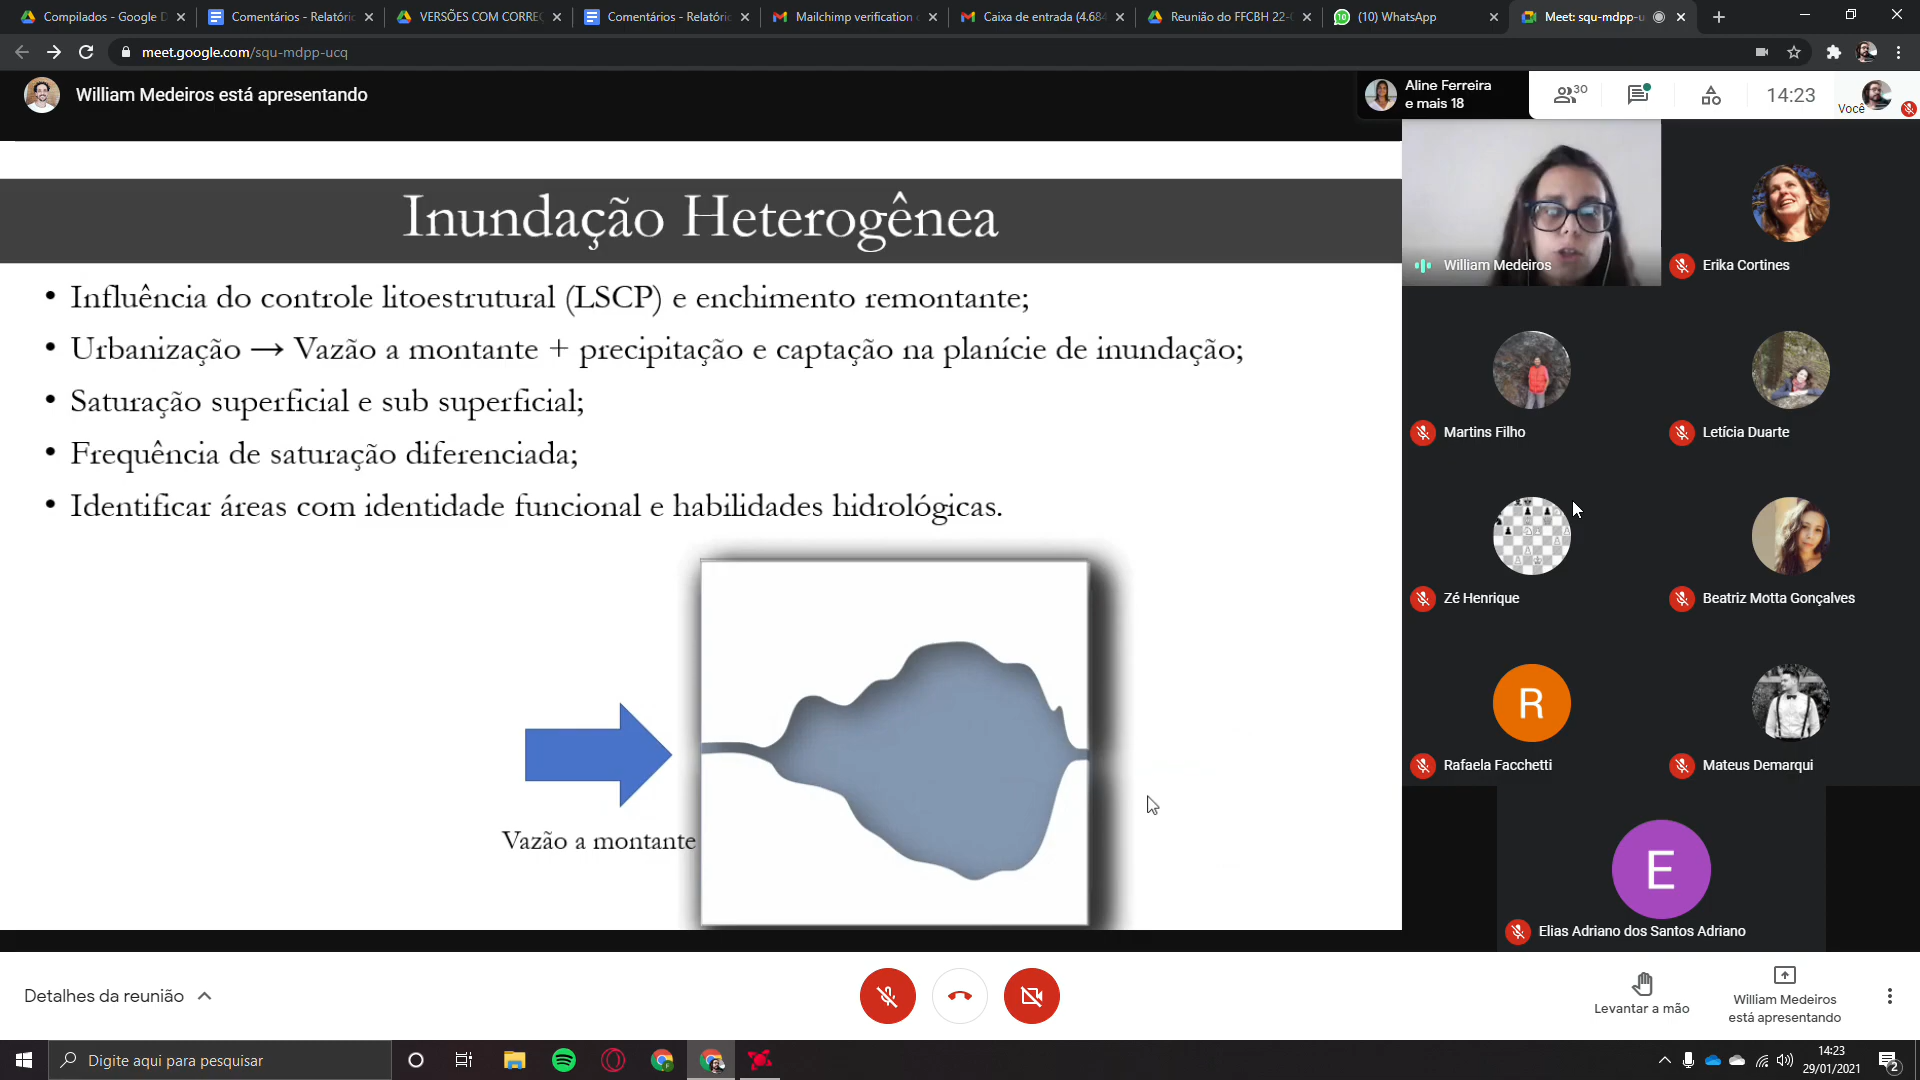 Compilados - Google D
Comentários - Relatóric
VERSÕES COM CORREÇ
Comentários - Relatóric
Mailchimp verification c
Caixa de entrada (4.684
Reunião do FFCBH 22-0
(10) WhatsApp
Meet: squ-mdpp-u
meet.google.com/squ-mdpp-ucq
William Medeiros está apresentando
Aline Ferreira
e mais 18
30
14:23
Você
Inundação Heterogênea
• Influência do controle litoestrutural (LSCP) e enchimento remontante;
• Urbanização → Vazão a montante + precipitação e captação na planície de inundação;
• Saturação superficial e sub superficial;
• Frequência de saturação diferenciada;
• Identificar áreas com identidade funcional e habilidades hidrológicas.
Vazão a montante
William Medeiros
Erika Cortines
Martins Filho
Letícia Duarte
Zé Henrique
Beatriz Motta Gonçalves
R
Rafaela Facchetti
Mateus Demarqui
E
Elias Adriano dos Santos Adriano
Detalhes da reunião
Levantar a mão
William Medeiros
está apresentando
Digite aqui para pesquisar
14:23
29/01/2021
2